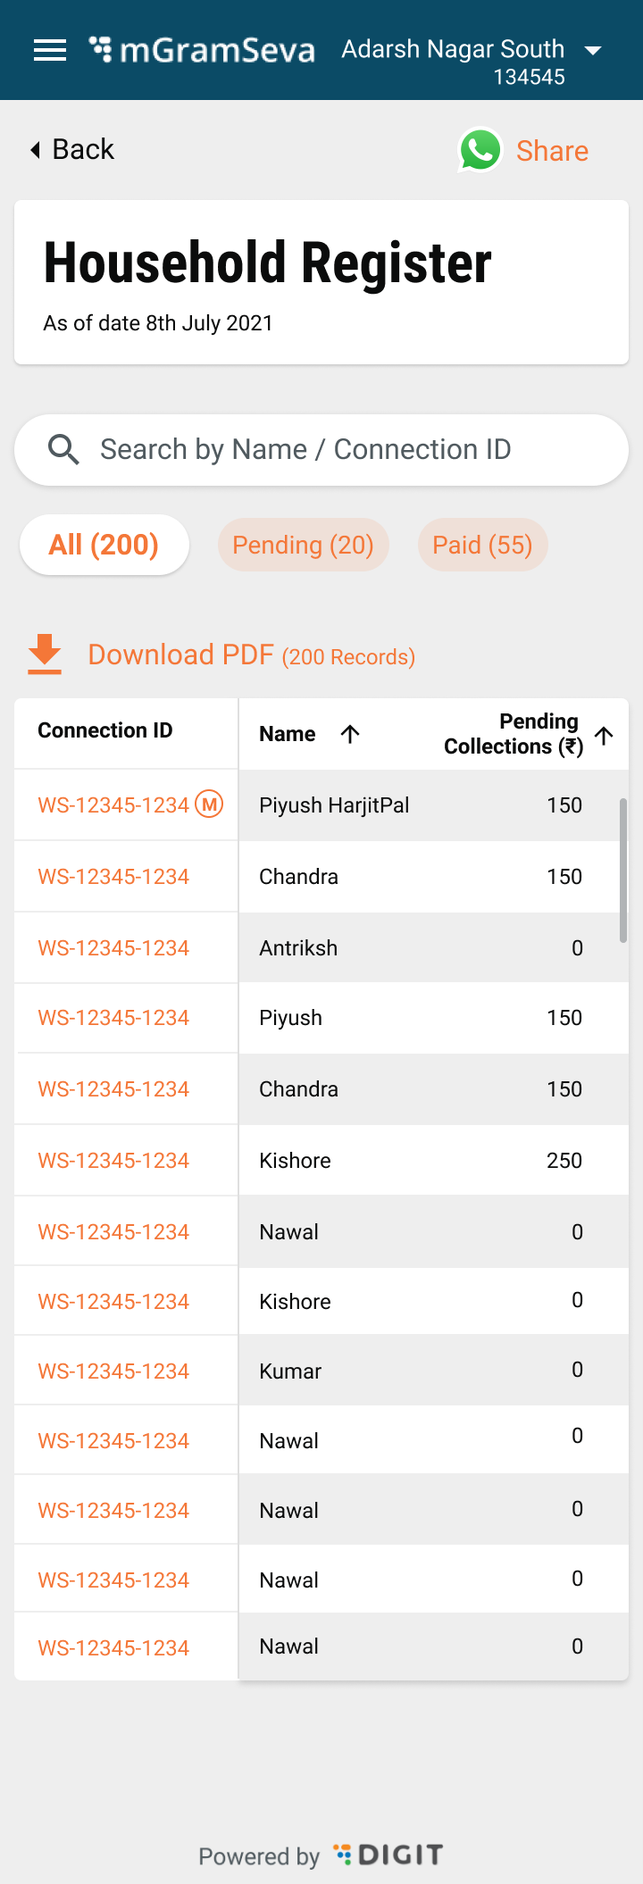 mGramSeva
Adarsh Nagar South
134545
Back
Share
Household Register
As of date 8th July 2021
Search by Name / Connection ID
All (200) Pending (20) Paid (55)
Download PDF (200 Records)
Connection ID Name Pending Collections (₹)
WS-12345-1234 M Piyush HarjitPal 150
WS-12345-1234 Chandra 150
WS-12345-1234 Antriksh 0
WS-12345-1234 Piyush 150
WS-12345-1234 Chandra 150
WS-12345-1234 Kishore 250
WS-12345-1234 Nawal 0
WS-12345-1234 Kishore 0
WS-12345-1234 Kumar 0
WS-12345-1234 Nawal 0
WS-12345-1234 Nawal 0
WS-12345-1234 Nawal 0
WS-12345-1234 Nawal 0
Powered by DIGIT